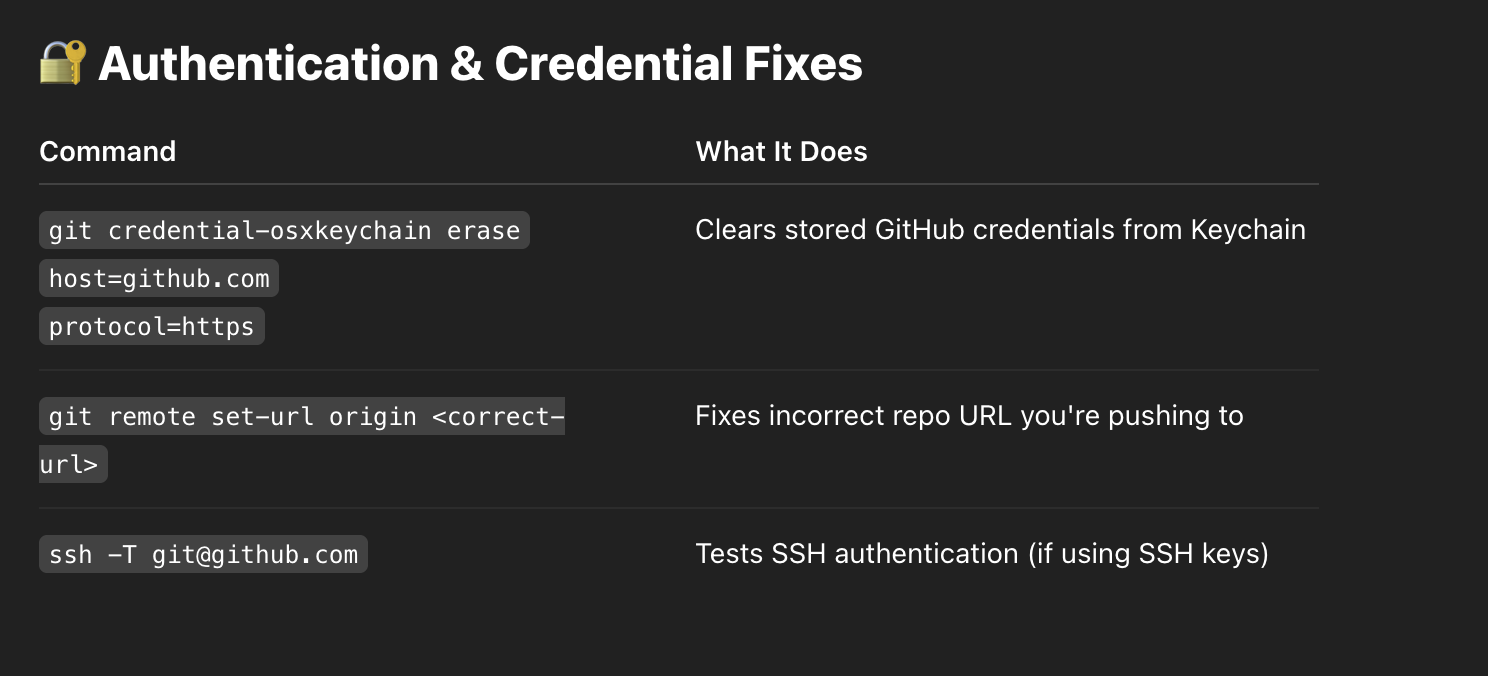 🔐 Authentication & Credential Fixes
Command What It Does
git credential-osxkeychain erase Clears stored GitHub credentials from Keychain
host=github.com
protocol=https
git remote set-url origin <correct- Fixes incorrect repo URL you're pushing to
url>
ssh -T git@github.com Tests SSH authentication (if using SSH keys)